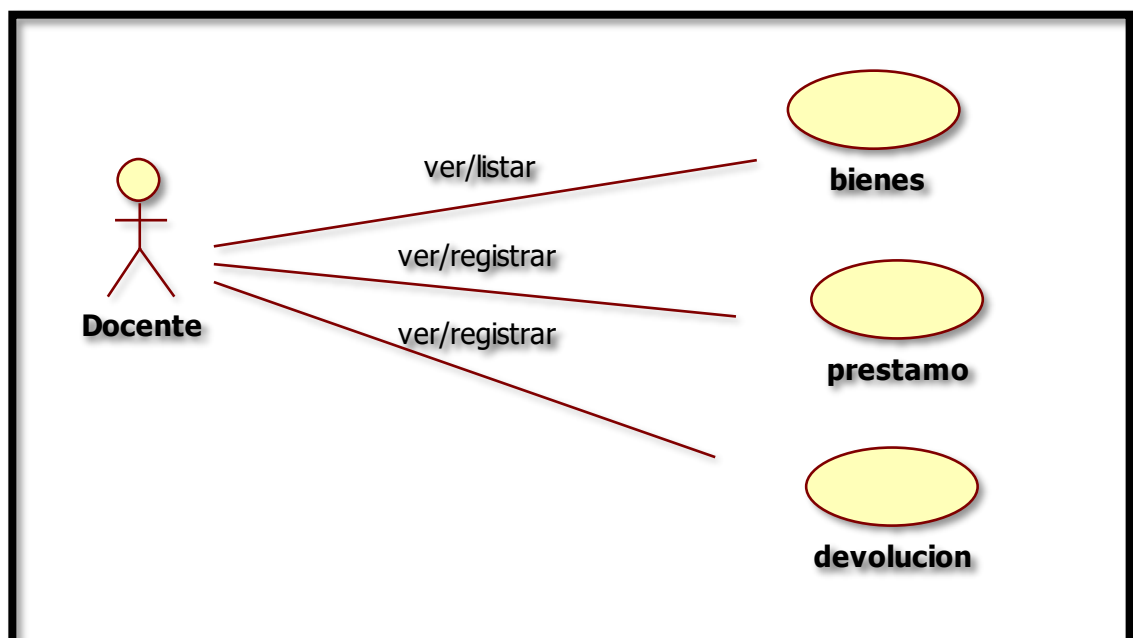 ver/listar
bienes
ver/registrar
Docente
ver/registrar
prestamo
devolucion